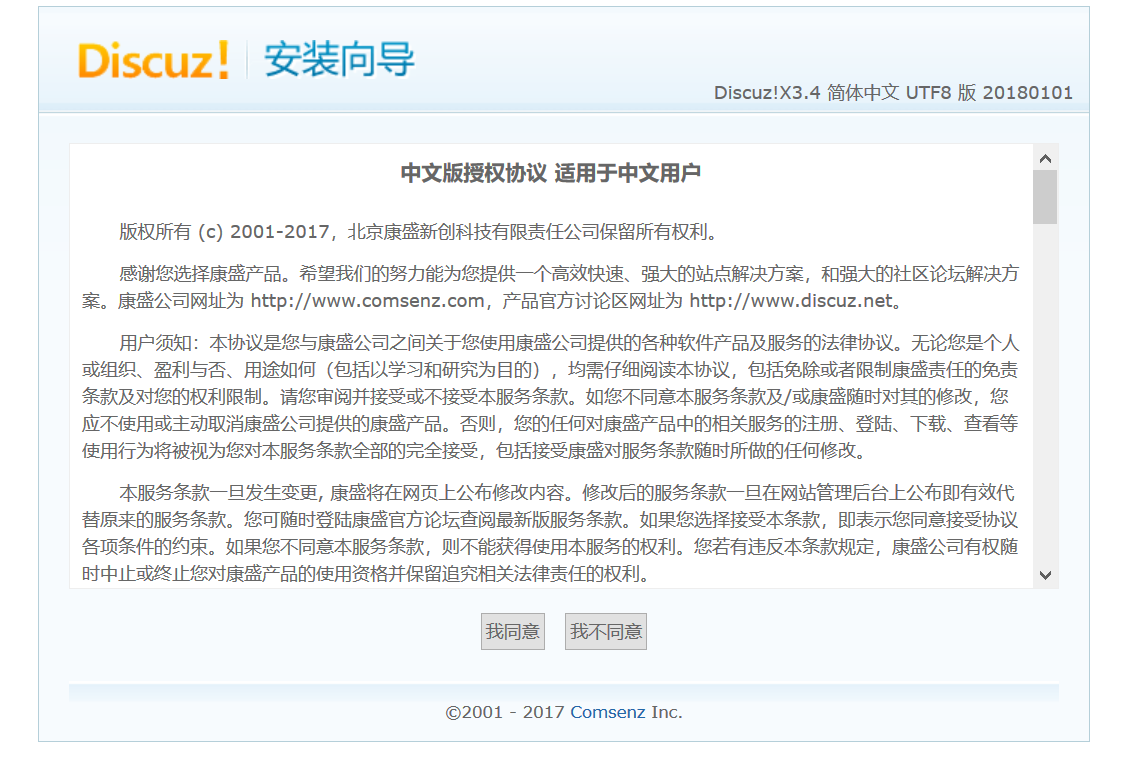 Discuz! 安装向导
Discuz!X3.4 简体中文 UTF8 版 20180101
中文版授权协议 适用于中文用户
版权所有 (c) 2001-2017，北京康盛新创科技有限责任公司保留所有权利。
感谢您选择康盛产品。希望我们的努力能为您提供一个高效快速、强大的站点解决方案，和强大的社区论坛解决方
案。康盛公司网址为 http://www.comsenz.com，产品官方讨论区网址为 http://www.discuz.net。
用户须知：本协议是您与康盛公司之间关于您使用康盛公司提供的各种软件产品及服务的法律协议。无论您是个人
或组织、盈利与否、用途如何（包括以学习和研究为目的），均需仔细阅读本协议，包括免除或者限制康盛责任的免责
条款及对您的权利限制。请您审阅并接受或不接受本服务条款。如您不同意本服务条款及/或康盛随时对其的修改，您
应不使用或主动取消康盛公司提供的康盛产品。否则，您的任何对康盛产品中的相关服务的注册、登陆、下载、查看等
使用行为将被视为您对本服务条款全部的完全接受，包括接受康盛对服务条款随时所做的任何修改。
本服务条款一旦发生变更, 康盛将在网页上公布修改内容。修改后的服务条款一旦在网站管理后台上公布即有效代
替原来的服务条款。您可随时登陆康盛官方论坛查阅最新版服务条款。如果您选择接受本条款，即表示您同意接受协议
各项条件的约束。如果您不同意本服务条款，则不能获得使用本服务的权利。您若有违反本条款规定，康盛公司有权随
时中止或终止您对康盛产品的使用资格并保留追究相关法律责任的权利。
我同意 我不同意
©2001 - 2017 Comsenz Inc.